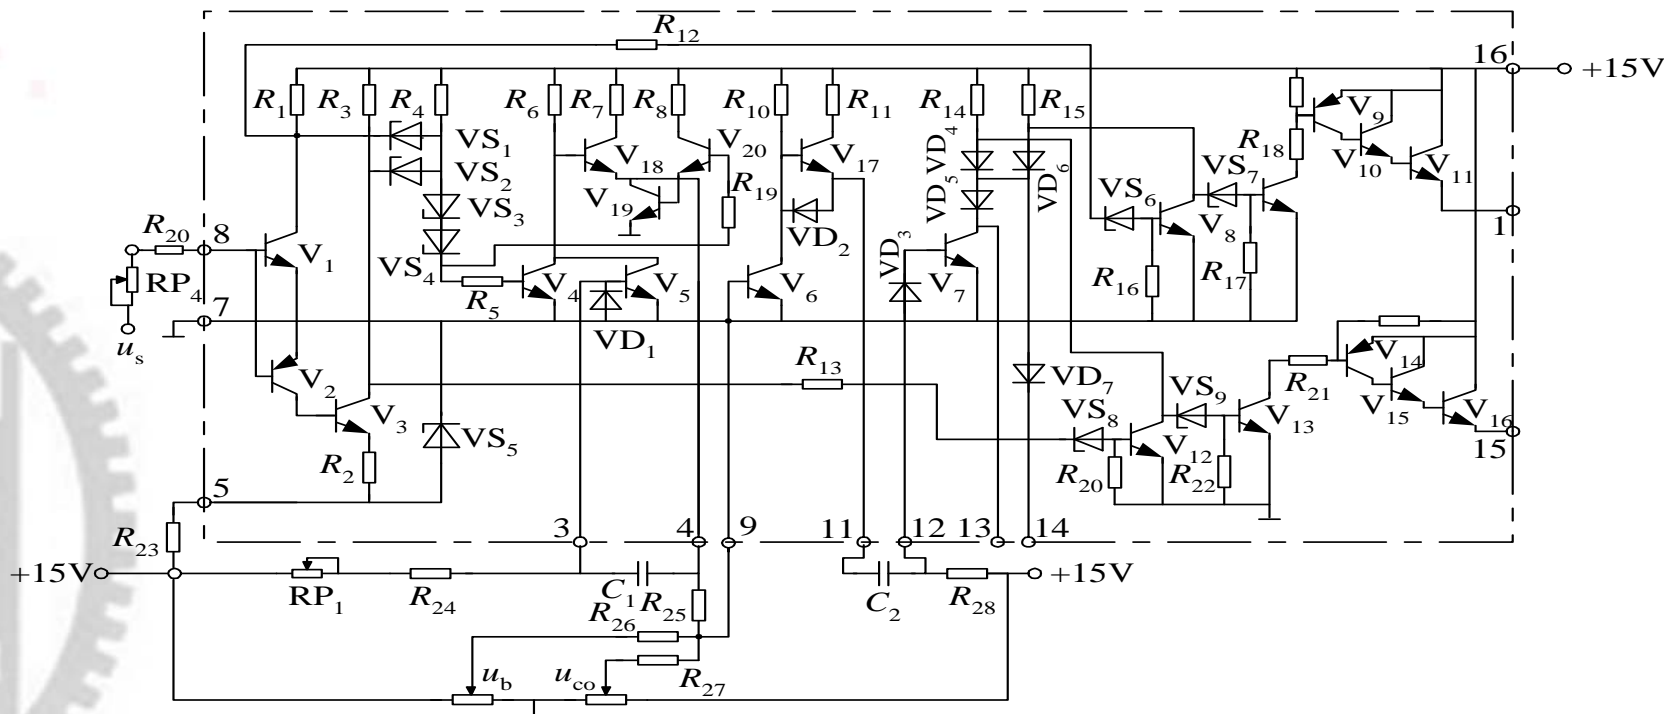 R12
16 +15V
R1 R3 R4 R6 R7 R8 R10 R11 R14 R15
VS1 V18 V20 V17 VD4 VD6 VS7 R18 V9 V10 V11
VS2 V19 R19 VD5 VS6
R20 8 V1 VS3 VD2 VD3 V8 1
RP4 VS4 R5 V4 V5 V6 V7 R16 R17
7 VD1
us
V2 R13 VD7 VS9 R21 V14
V3 VS5 VS8 V13 V15 V16
R2 V12 15
R20 R22
5
R23 3 4 9 11 12 13 14
+15V RP1 R24 C1 R25 C2 R28 +15V
R26
ub uco R27